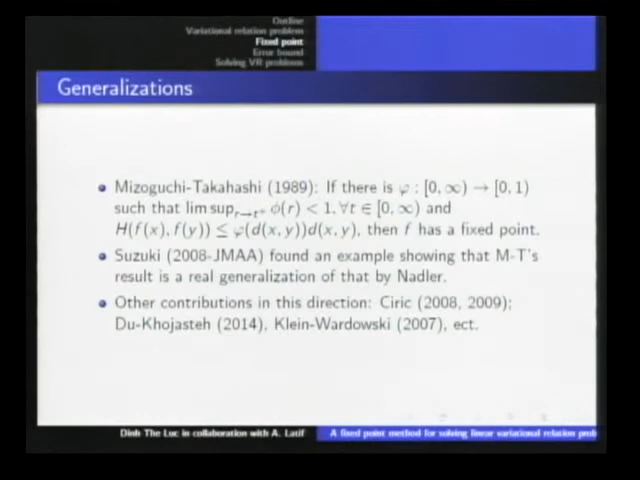 Outline
Variational relation problem
Fixed point
Error bound
Solving VR problems
Generalizations
Mizoguchi-Takahashi (1989): If there is φ : [0, ∞) → [0, 1)
such that lim sup_{r→t⁺} ϕ(r) < 1, ∀t ∈ [0, ∞) and
H(f(x), f(y)) ≤ φ(d(x, y))d(x, y), then f has a fixed point.
Suzuki (2008-JMAA) found an example showing that M-T's
result is a real generalization of that by Nadler.
Other contributions in this direction: Ciric (2008, 2009);
Du-Khojasteh (2014), Klein-Wardowski (2007), ect.
Dinh The Luc in collaboration with A. Latif
A fixed point method for solving linear variational relation prob